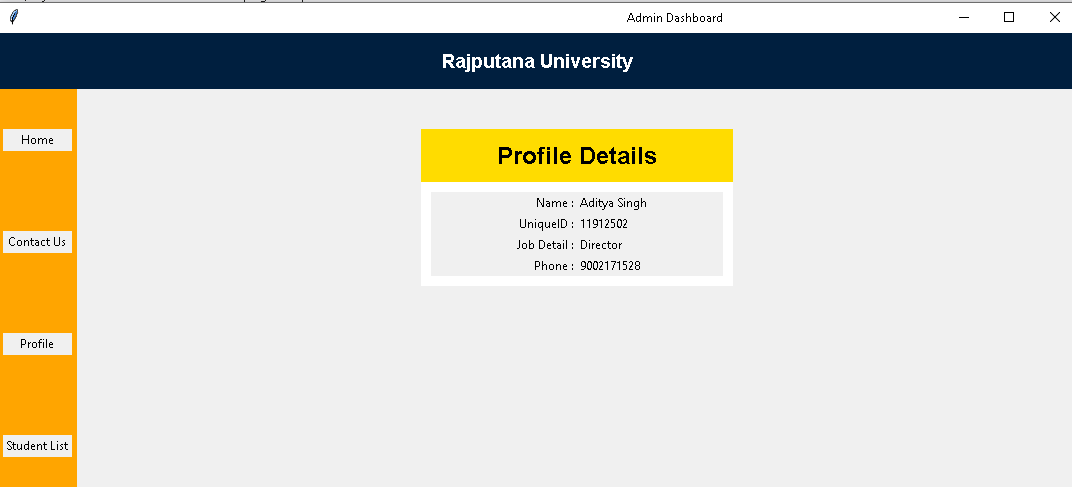 Admin Dashboard
Rajputana University
Home
Contact Us
Profile
Student List
Profile Details
Name : Aditya Singh
UniqueID : 11912502
Job Detail : Director
Phone : 9002171528